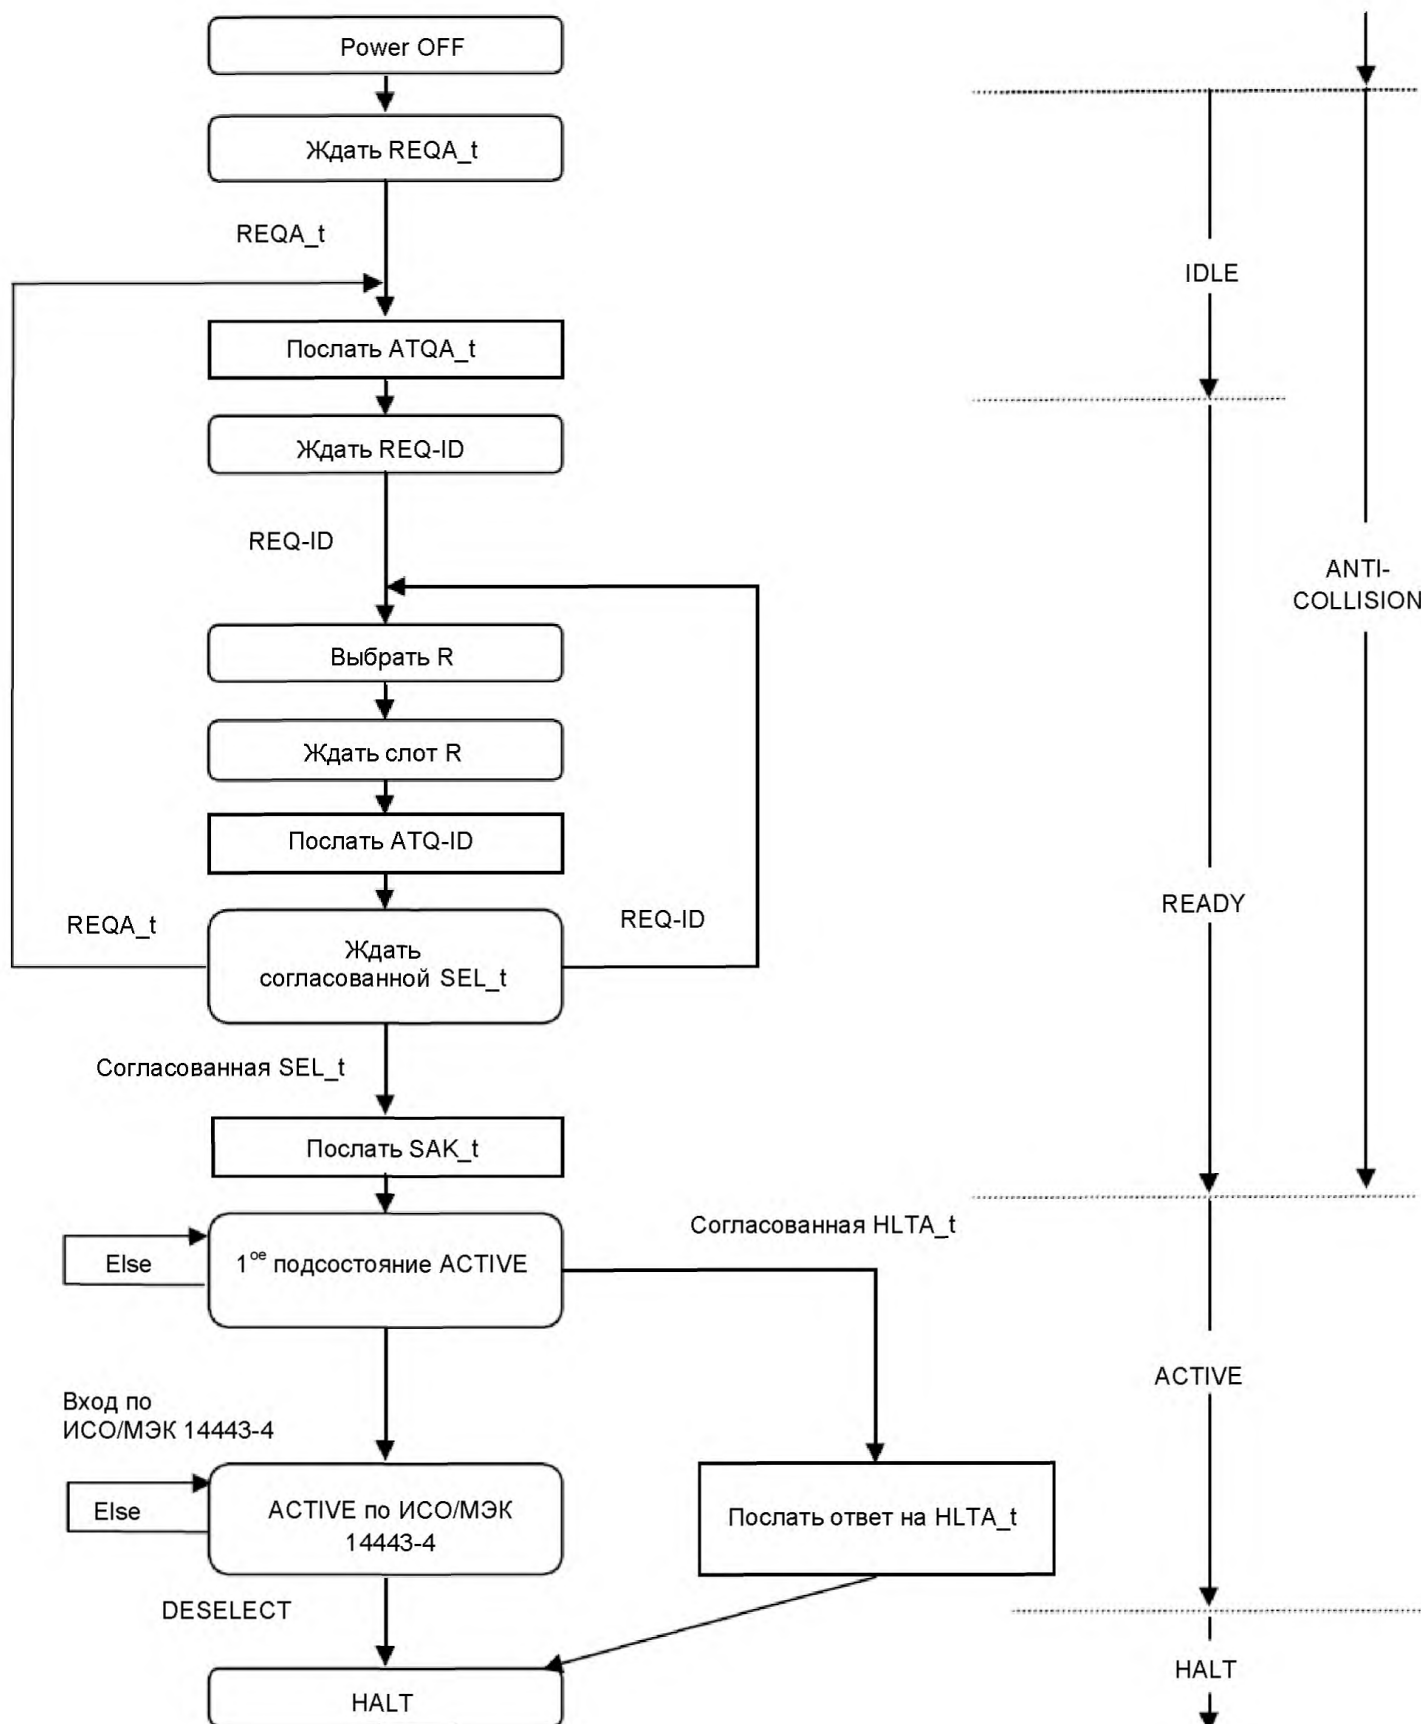 Power OFF
Ждать REQA_t
REQA_t
IDLE
Послать ATQA_t
Ждать REQ-ID
REQ-ID
ANTI-
COLLISION
Выбрать R
Ждать слот R
Послать ATQ-ID
READY
REQA_t
REQ-ID
Ждать
согласованной SEL_t
Согласованная SEL_t
Послать SAK_t
Согласованная HLTA_t
Else
1ое подсостояние ACTIVE
ACTIVE
Вход по
ИСО/МЭК 14443-4
Else
ACTIVE по ИСО/МЭК
14443-4
Послать ответ на HLTA_t
DESELECT
HALT
HALT